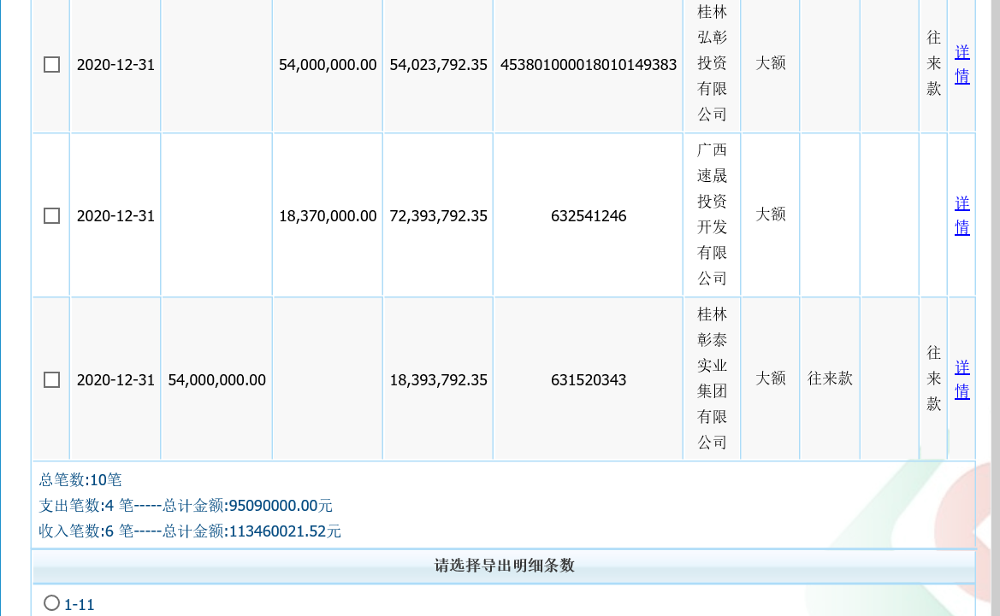 2020-12-31 54,000,000.00 54,023,792.35 453801000018010149383 桂林弘彰投资有限公司 大额 往来款 详情
2020-12-31 18,370,000.00 72,393,792.35 632541246 广西速晟投资开发有限公司 大额 详情
2020-12-31 54,000,000.00 18,393,792.35 631520343 桂林彰泰实业集团有限公司 大额 往来款 往来款 详情
总笔数:10笔
支出笔数:4 笔-----总计金额:95090000.00元
收入笔数:6 笔-----总计金额:113460021.52元
请选择导出明细条数
1-11